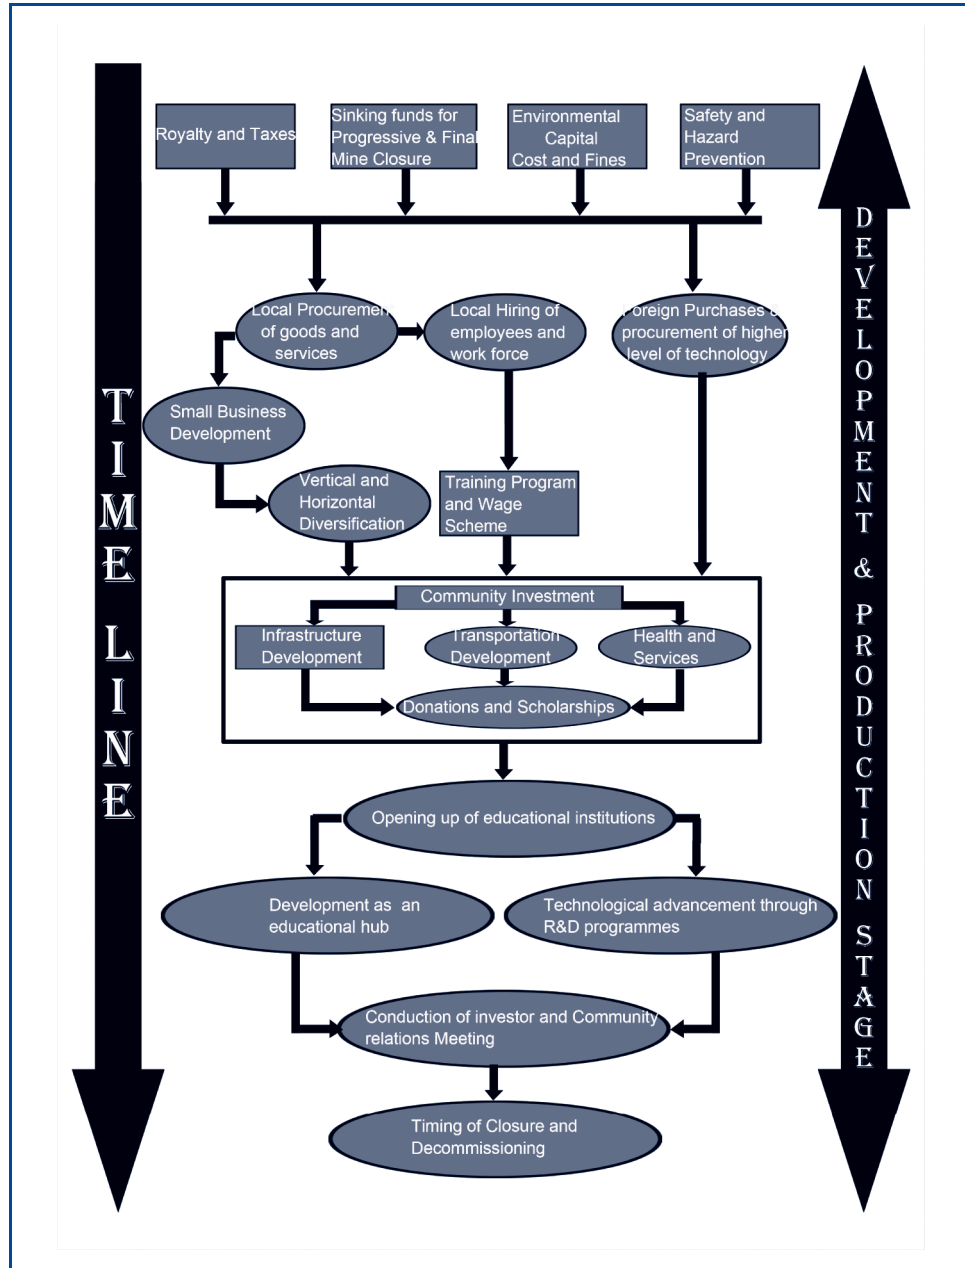 Royalty and Taxes
Sinking funds for
Progressive & Final
Mine Closure
Environmental
Capital
Cost and Fines
Safety and
Hazard
Prevention
Local Procurement
of goods and
services
Local Hiring of
employees and
work force
Foreign Purchases &
procurement of higher
level of technology
Small Business
Development
Vertical and
Horizontal
Diversification
Training Program
and Wage
Scheme
Community Investment
Infrastructure
Development
Transportation
Development
Health and
Services
Donations and Scholarships
Opening up of educational institutions
Development as an
educational hub
Technological advancement through
R&D programmes
Conduction of investor and Community
relations Meeting
Timing of Closure and
Decommissioning
TIME LINE
DEVELOPMENT & PRODUCTION STAGE